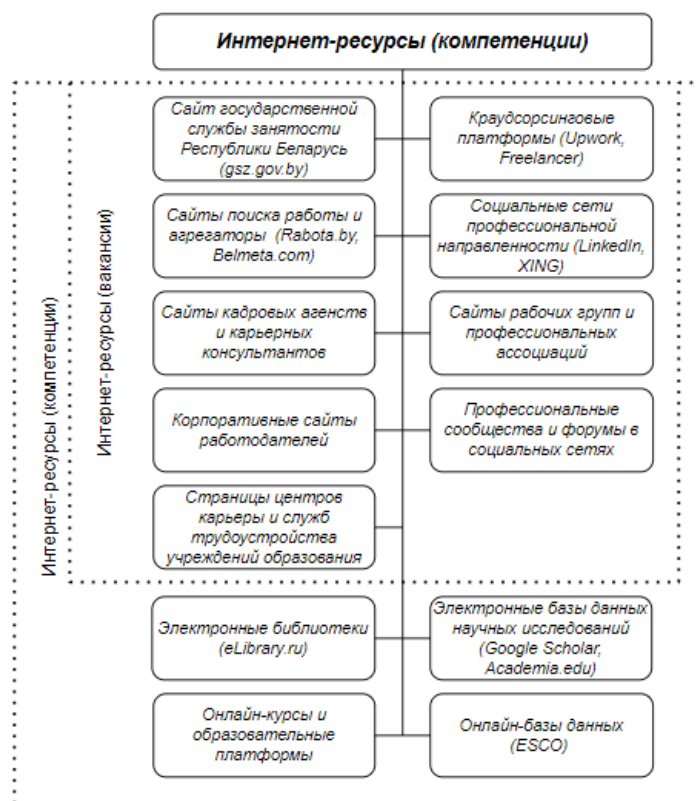 Интернет-ресурсы (компетенции)
Сайт государственной
службы занятости
Республики Беларусь
(gsz.gov.by)
Краудсорсинговые
платформы (Upwork,
Freelancer)
Сайты поиска работы и
агрегаторы (Rabota.by,
Belmeta.com)
Социальные сети
профессиональной
направленности (LinkedIn,
XING)
Сайты кадровых агенств
и карьерных
консультантов
Сайты рабочих групп и
профессиональных
ассоциаций
Корпоративные сайты
работодателей
Профессиональные
сообщества и форумы в
социальных сетях
Страницы центров
карьеры и служб
трудоустройства
учреждений образования
Электронные библиотеки
(eLibrary.ru)
Электронные базы данных
научных исследований
(Google Scholar,
Academia.edu)
Онлайн-курсы и
образовательные
платформы
Онлайн-базы данных
(ESCO)
Интернет-ресурсы (компетенции)
Интернет-ресурсы (вакансии)